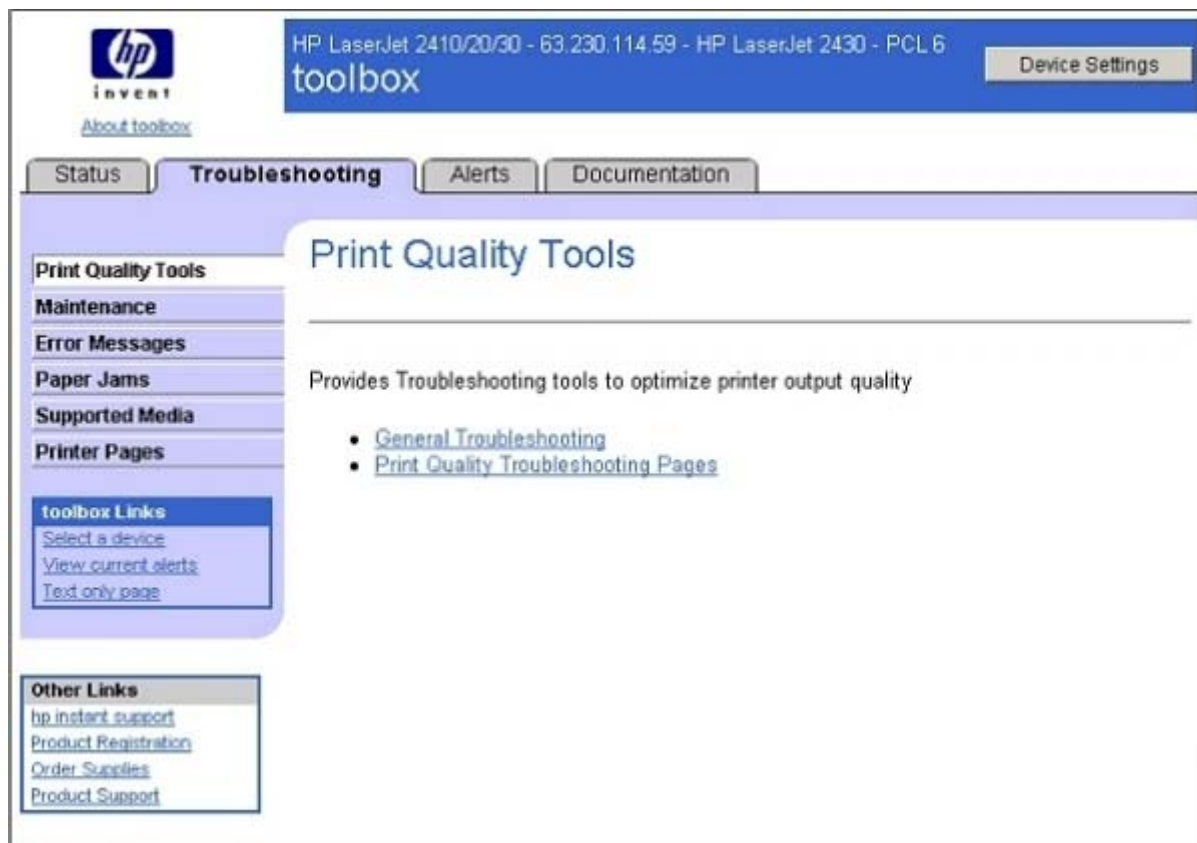 hp
invent
About toolbox
HP LaserJet 2410/20/30 - 63.230.114.59 - HP LaserJet 2430 - PCL 6
toolbox
Device Settings
Status
Troubleshooting
Alerts
Documentation
Print Quality Tools
Maintenance
Error Messages
Paper Jams
Supported Media
Printer Pages
toolbox Links
Select a device
View current alerts
Text only page
Other Links
hp instant support
Product Registration
Order Supplies
Product Support
Print Quality Tools
Provides Troubleshooting tools to optimize printer output quality
• General Troubleshooting
• Print Quality Troubleshooting Pages